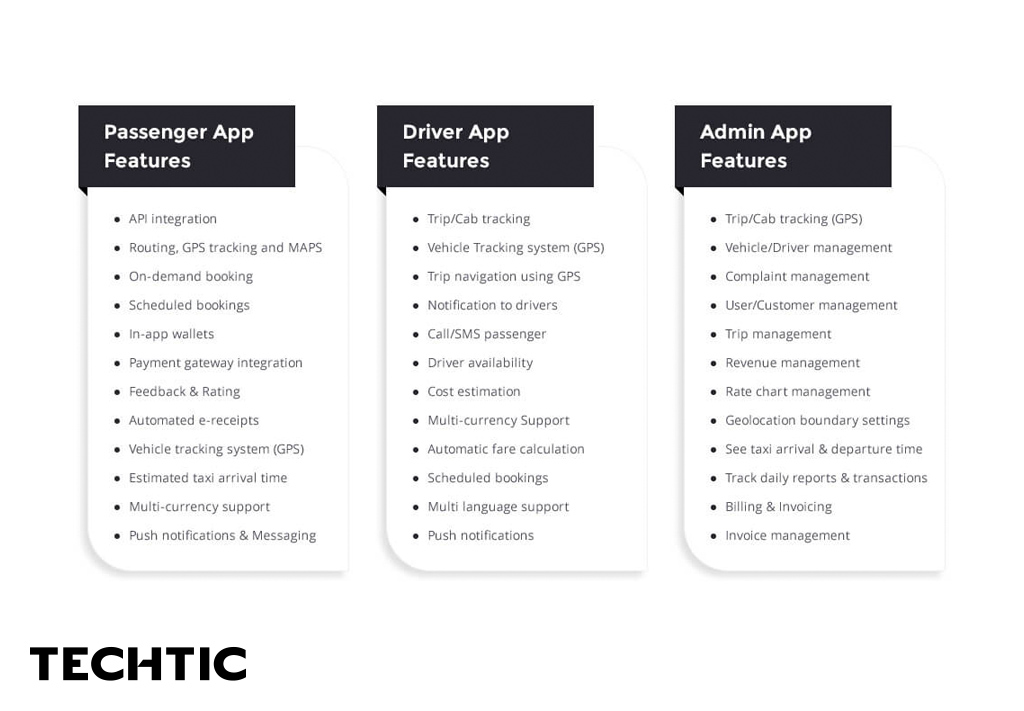 Passenger App
Features
API integration
Routing, GPS tracking and MAPS
On-demand booking
Scheduled bookings
In-app wallets
Payment gateway integration
Feedback & Rating
Automated e-receipts
Vehicle tracking system (GPS)
Estimated taxi arrival time
Multi-currency support
Push notifications & Messaging
Driver App
Features
Trip/Cab tracking
Vehicle Tracking system (GPS)
Trip navigation using GPS
Notification to drivers
Call/SMS passenger
Driver availability
Cost estimation
Multi-currency Support
Automatic fare calculation
Scheduled bookings
Multi language support
Push notifications
Admin App
Features
Trip/Cab tracking (GPS)
Vehicle/Driver management
Complaint management
User/Customer management
Trip management
Revenue management
Rate chart management
Geolocation boundary settings
See taxi arrival & departure time
Track daily reports & transactions
Billing & Invoicing
Invoice management
TECHTIC